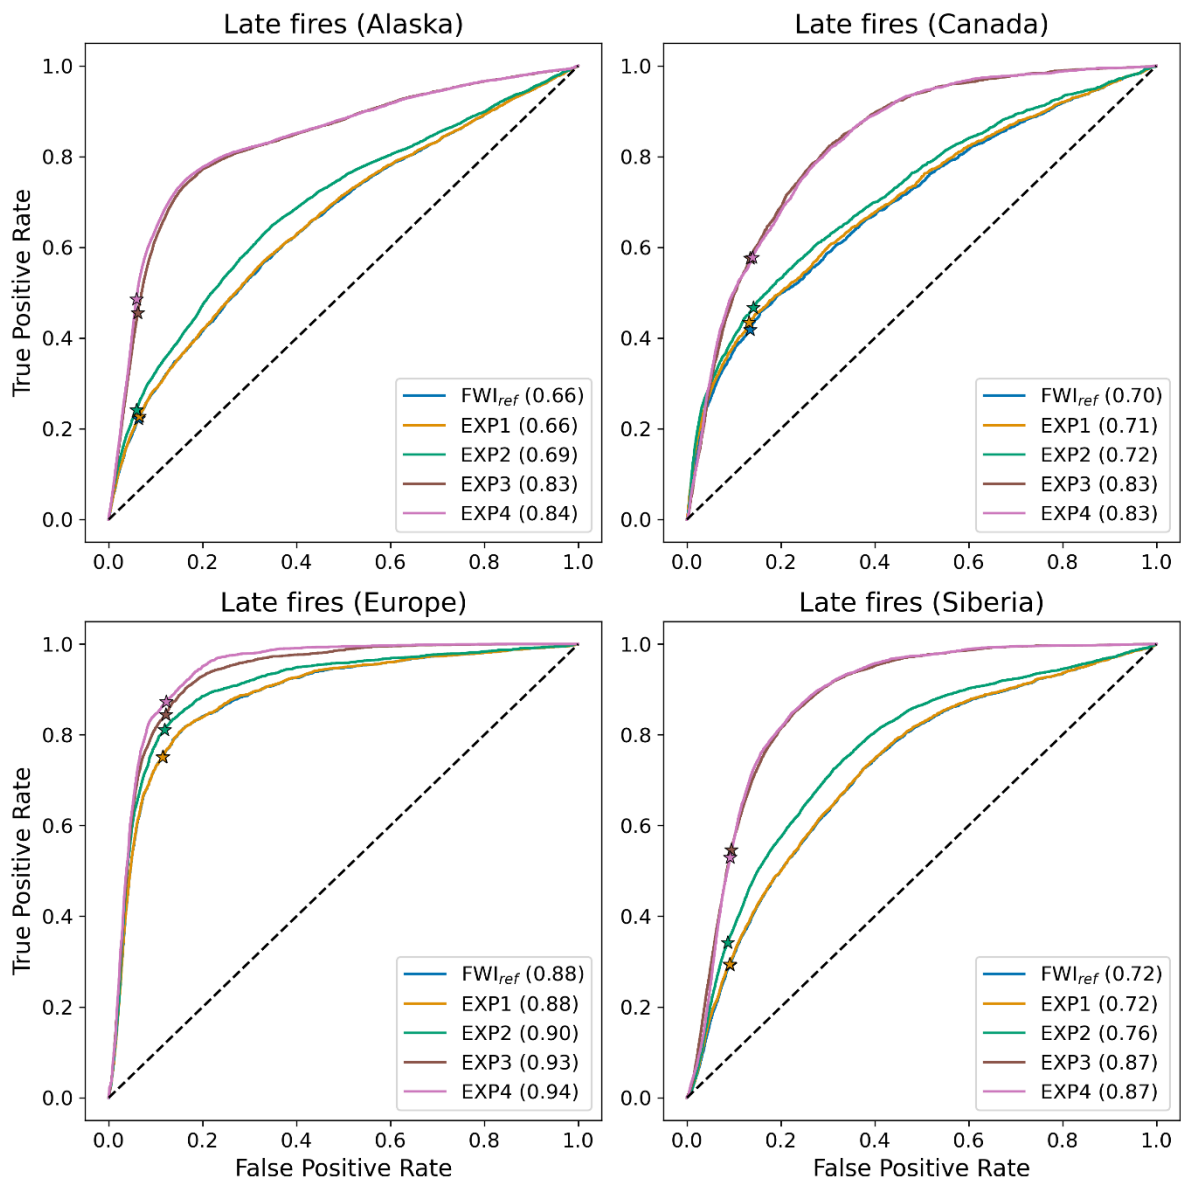 Late fires (Alaska)
True Positive Rate
1.0
0.8
0.6
0.4
0.2
0.0
0.0 0.2 0.4 0.6 0.8 1.0
FWIref (0.66)
EXP1 (0.66)
EXP2 (0.69)
EXP3 (0.83)
EXP4 (0.84)
Late fires (Canada)
1.0
0.8
0.6
0.4
0.2
0.0
0.0 0.2 0.4 0.6 0.8 1.0
FWIref (0.70)
EXP1 (0.71)
EXP2 (0.72)
EXP3 (0.83)
EXP4 (0.83)
Late fires (Europe)
True Positive Rate
1.0
0.8
0.6
0.4
0.2
0.0
0.0 0.2 0.4 0.6 0.8 1.0
False Positive Rate
FWIref (0.88)
EXP1 (0.88)
EXP2 (0.90)
EXP3 (0.93)
EXP4 (0.94)
Late fires (Siberia)
1.0
0.8
0.6
0.4
0.2
0.0
0.0 0.2 0.4 0.6 0.8 1.0
False Positive Rate
FWIref (0.72)
EXP1 (0.72)
EXP2 (0.76)
EXP3 (0.87)
EXP4 (0.87)